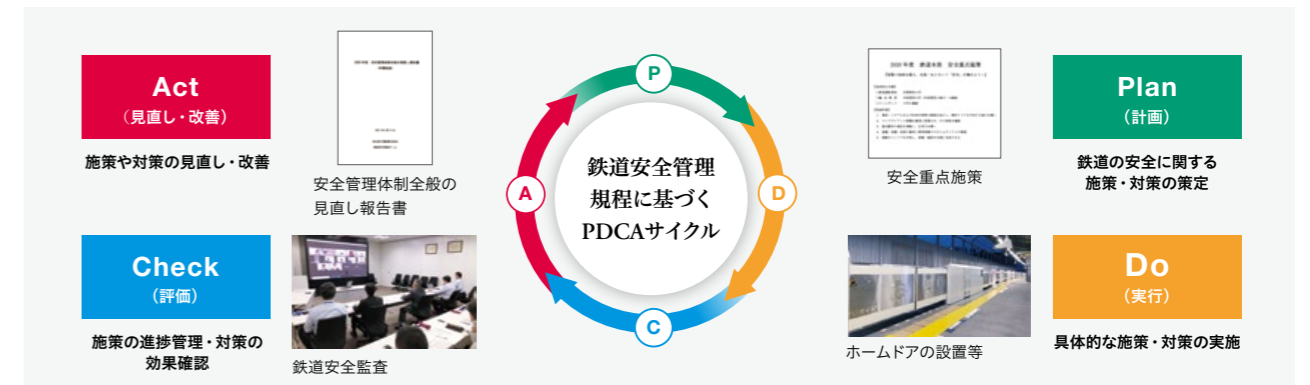 Act
（見直し・改善）
施策や対策の見直し・改善
安全管理体制全般の
見直し報告書
Check
（評価）
施策の進捗管理・対策の
効果確認
鉄道安全監査
P
A
D
C
鉄道安全管理
規程に基づく
PDCAサイクル
安全重点施策
Plan
（計画）
鉄道の安全に関する
施策・対策の策定
ホームドアの設置等
Do
（実行）
具体的な施策・対策の実施